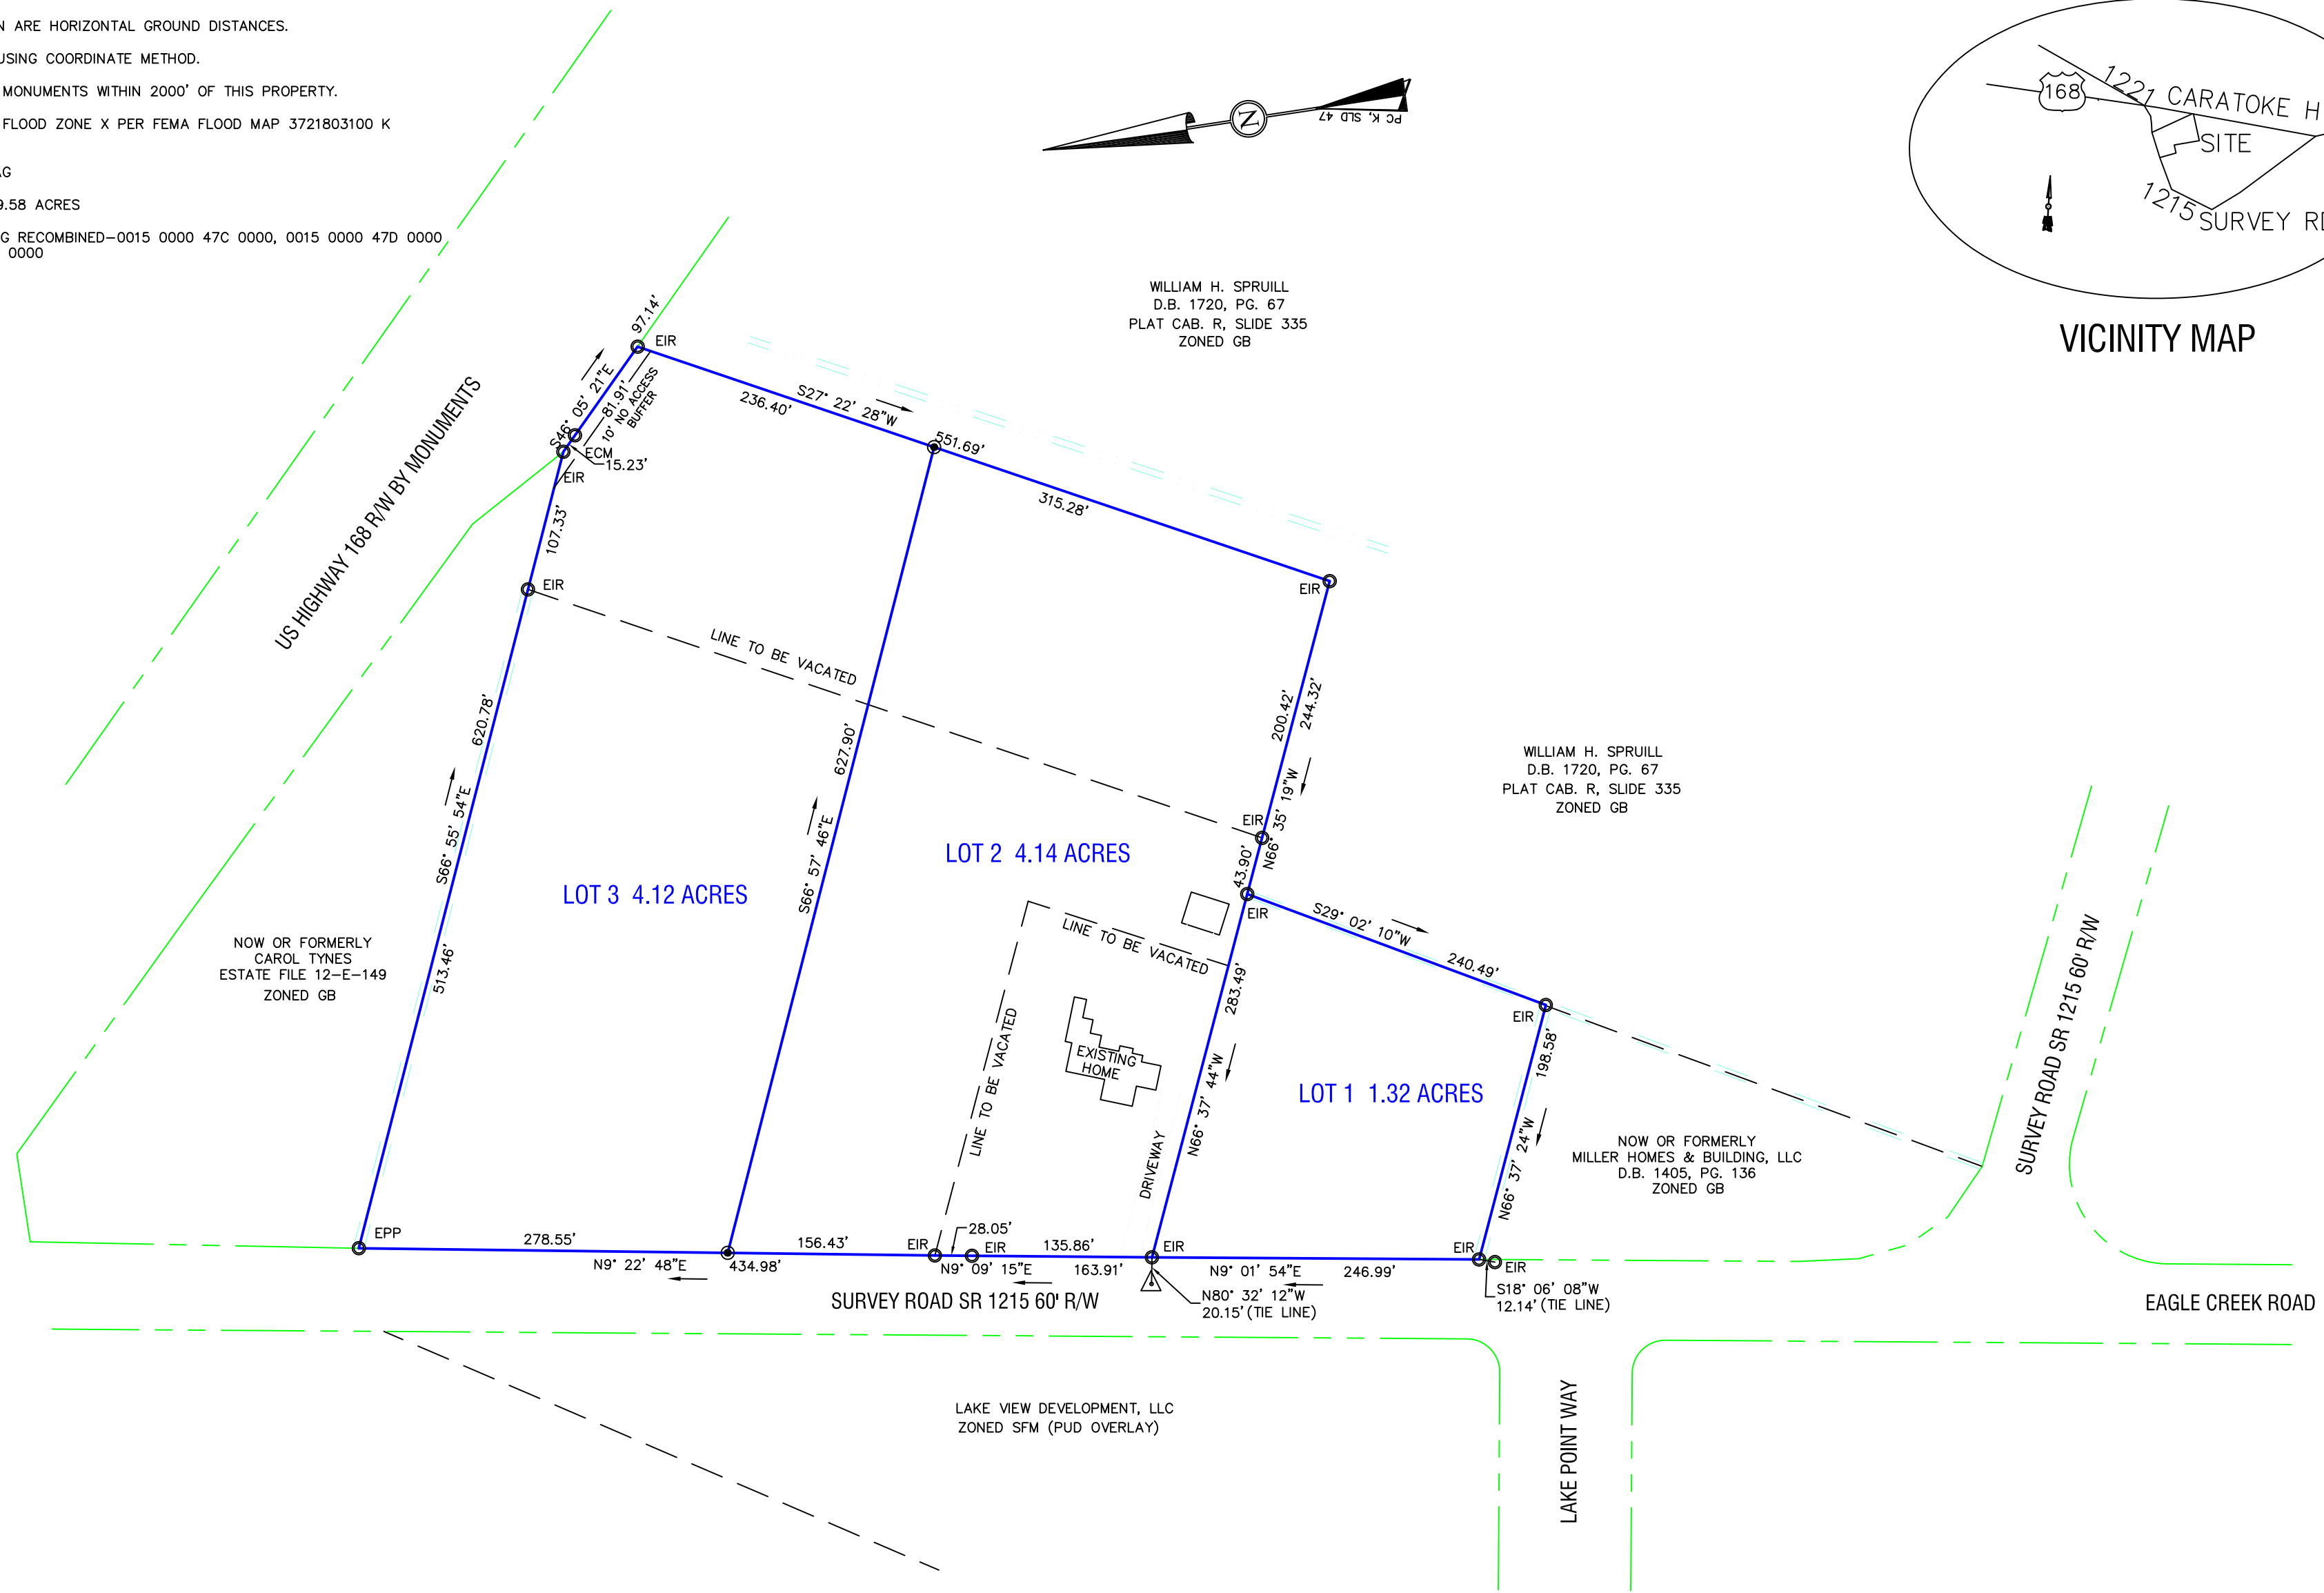 N ARE HORIZONTAL GROUND DISTANCES.
USING COORDINATE METHOD.
MONUMENTS WITHIN 2000' OF THIS PROPERTY.
FLOOD ZONE X PER FEMA FLOOD MAP 3721803100 K
AG
9.58 ACRES
G RECOMBINED-0015 0000 47C 0000, 0015 0000 47D 0000
0000
PC K, SLD 47
N
168
1221 CARATOKE H
SITE
1215 SURVEY RD
VICINITY MAP
WILLIAM H. SPRUILL
D.B. 1720, PG. 67
PLAT CAB. R, SLIDE 335
ZONED GB
US HIGHWAY 168 R/W BY MONUMENTS
97.14'
EIR
S46° 05' 21"E
81.91'
10' NO ACCESS
BUFFER
ECM
15.23'
EIR
107.33'
EIR
236.40'
S27° 22' 28"W
551.69'
315.28'
EIR
LINE TO BE VACATED
620.78'
S66° 55' 54"E
513.46'
627.90'
S66° 57' 46"E
200.42'
244.32'
N66° 35' 19"W
EIR
43.90'
EIR
LOT 2 4.14 ACRES
LOT 3 4.12 ACRES
LOT 1 1.32 ACRES
WILLIAM H. SPRUILL
D.B. 1720, PG. 67
PLAT CAB. R, SLIDE 335
ZONED GB
S29° 02' 10"W
240.49'
EIR
LINE TO BE VACATED
LINE TO BE VACATED
283.49'
N66° 37' 44"W
EXISTING
HOME
DRIVEWAY
198.58'
N66° 37' 24"W
NOW OR FORMERLY
CAROL TYNES
ESTATE FILE 12-E-149
ZONED GB
NOW OR FORMERLY
MILLER HOMES & BUILDING, LLC
D.B. 1405, PG. 136
ZONED GB
SURVEY ROAD SR 1215 60' R/W
EPP
278.55'
N9° 22' 48"E
434.98'
156.43'
EIR
28.05'
EIR
N9° 09' 15"E
135.86'
163.91'
EIR
N9° 01' 54"E
246.99'
EIR
EIR
N80° 32' 12"W
20.15' (TIE LINE)
S18° 06' 08"W
12.14' (TIE LINE)
SURVEY ROAD SR 1215 60' R/W
EAGLE CREEK ROAD
LAKE VIEW DEVELOPMENT, LLC
ZONED SFM (PUD OVERLAY)
LAKE POINT WAY